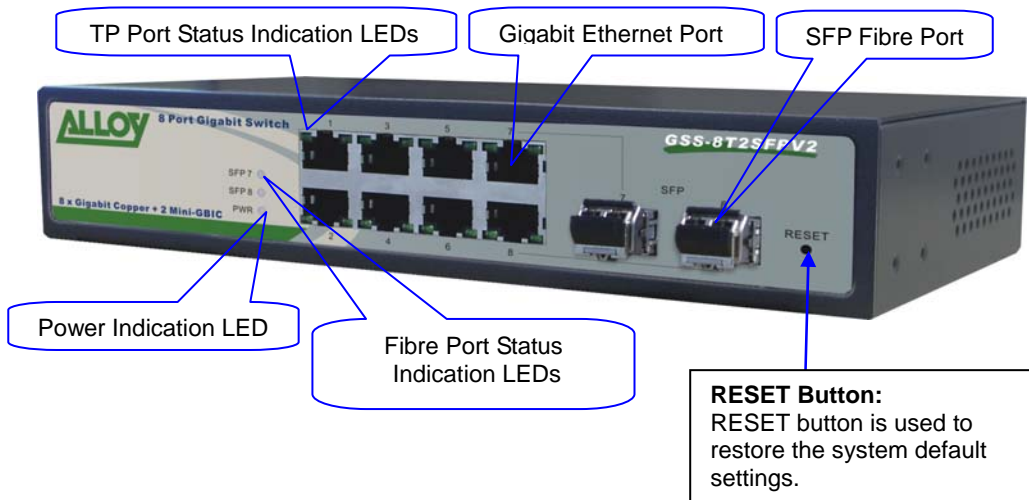 TP Port Status Indication LEDs
Gigabit Ethernet Port
SFP Fibre Port
ALLOY
8 Port Gigabit Switch
1 3 5 7
GSS-8T2SFPV2
SFP 7
SFP 8
PWR
8 x Gigabit Copper + 2 Mini-GBIC
SFP
7
RESET
2 4 6 8
Power Indication LED
Fibre Port Status
Indication LEDs
RESET Button:
RESET button is used to
restore the system default
settings.